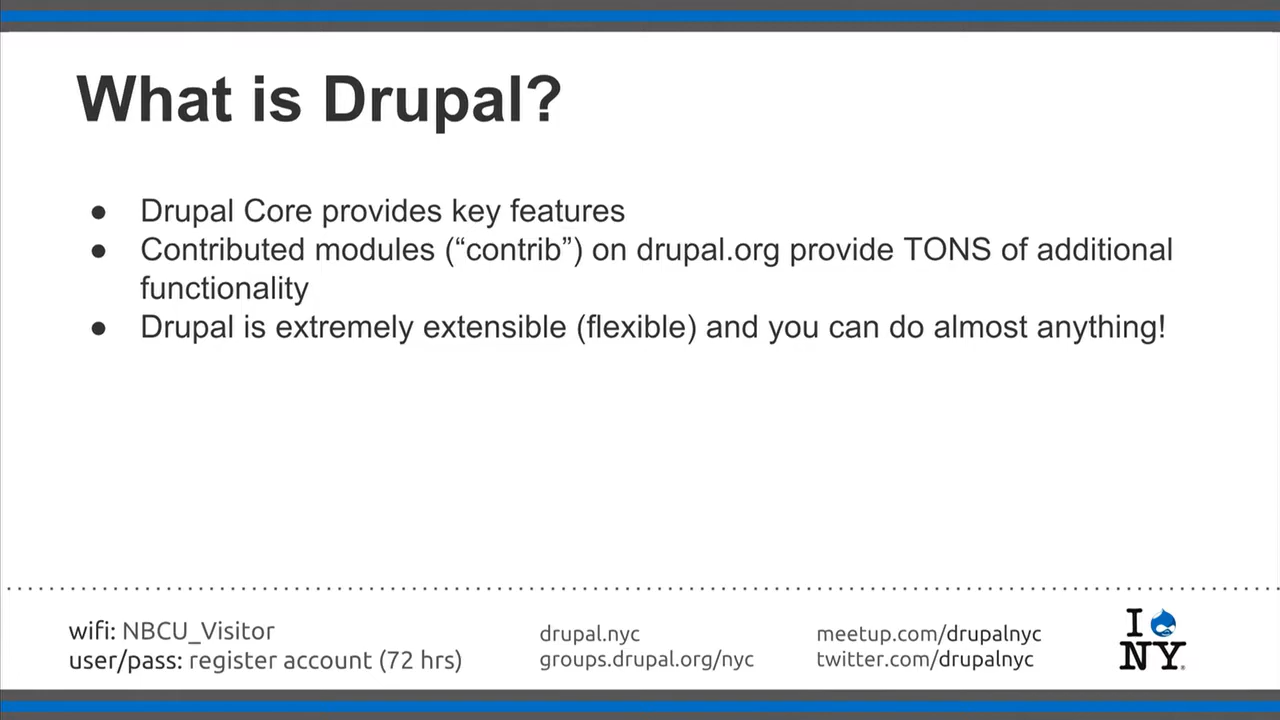 What is Drupal?
● Drupal Core provides key features
● Contributed modules (“contrib”) on drupal.org provide TONS of additional
functionality
● Drupal is extremely extensible (flexible) and you can do almost anything!
wifi: NBCU_Visitor
user/pass: register account (72 hrs)
drupal.nyc
groups.drupal.org/nyc
meetup.com/drupalnyc
twitter.com/drupalnyc
I
NY®